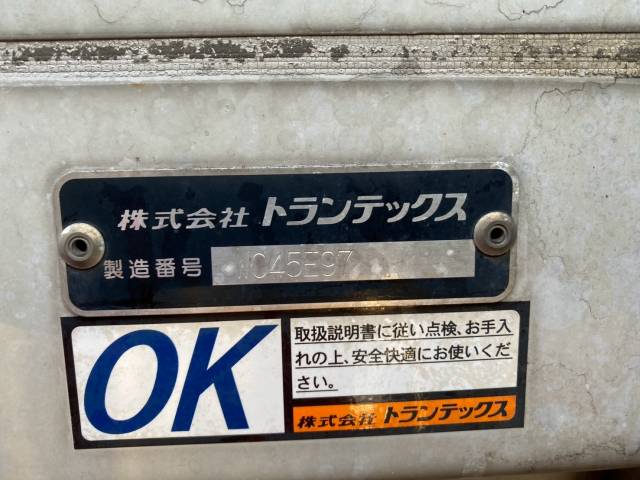 株式会社 トランテックス
製造番号 W045E97
OK
取扱説明書に従い点検、お手入
れの上、安全快適にお使いくだ
さい。
株式会社 トランテックス